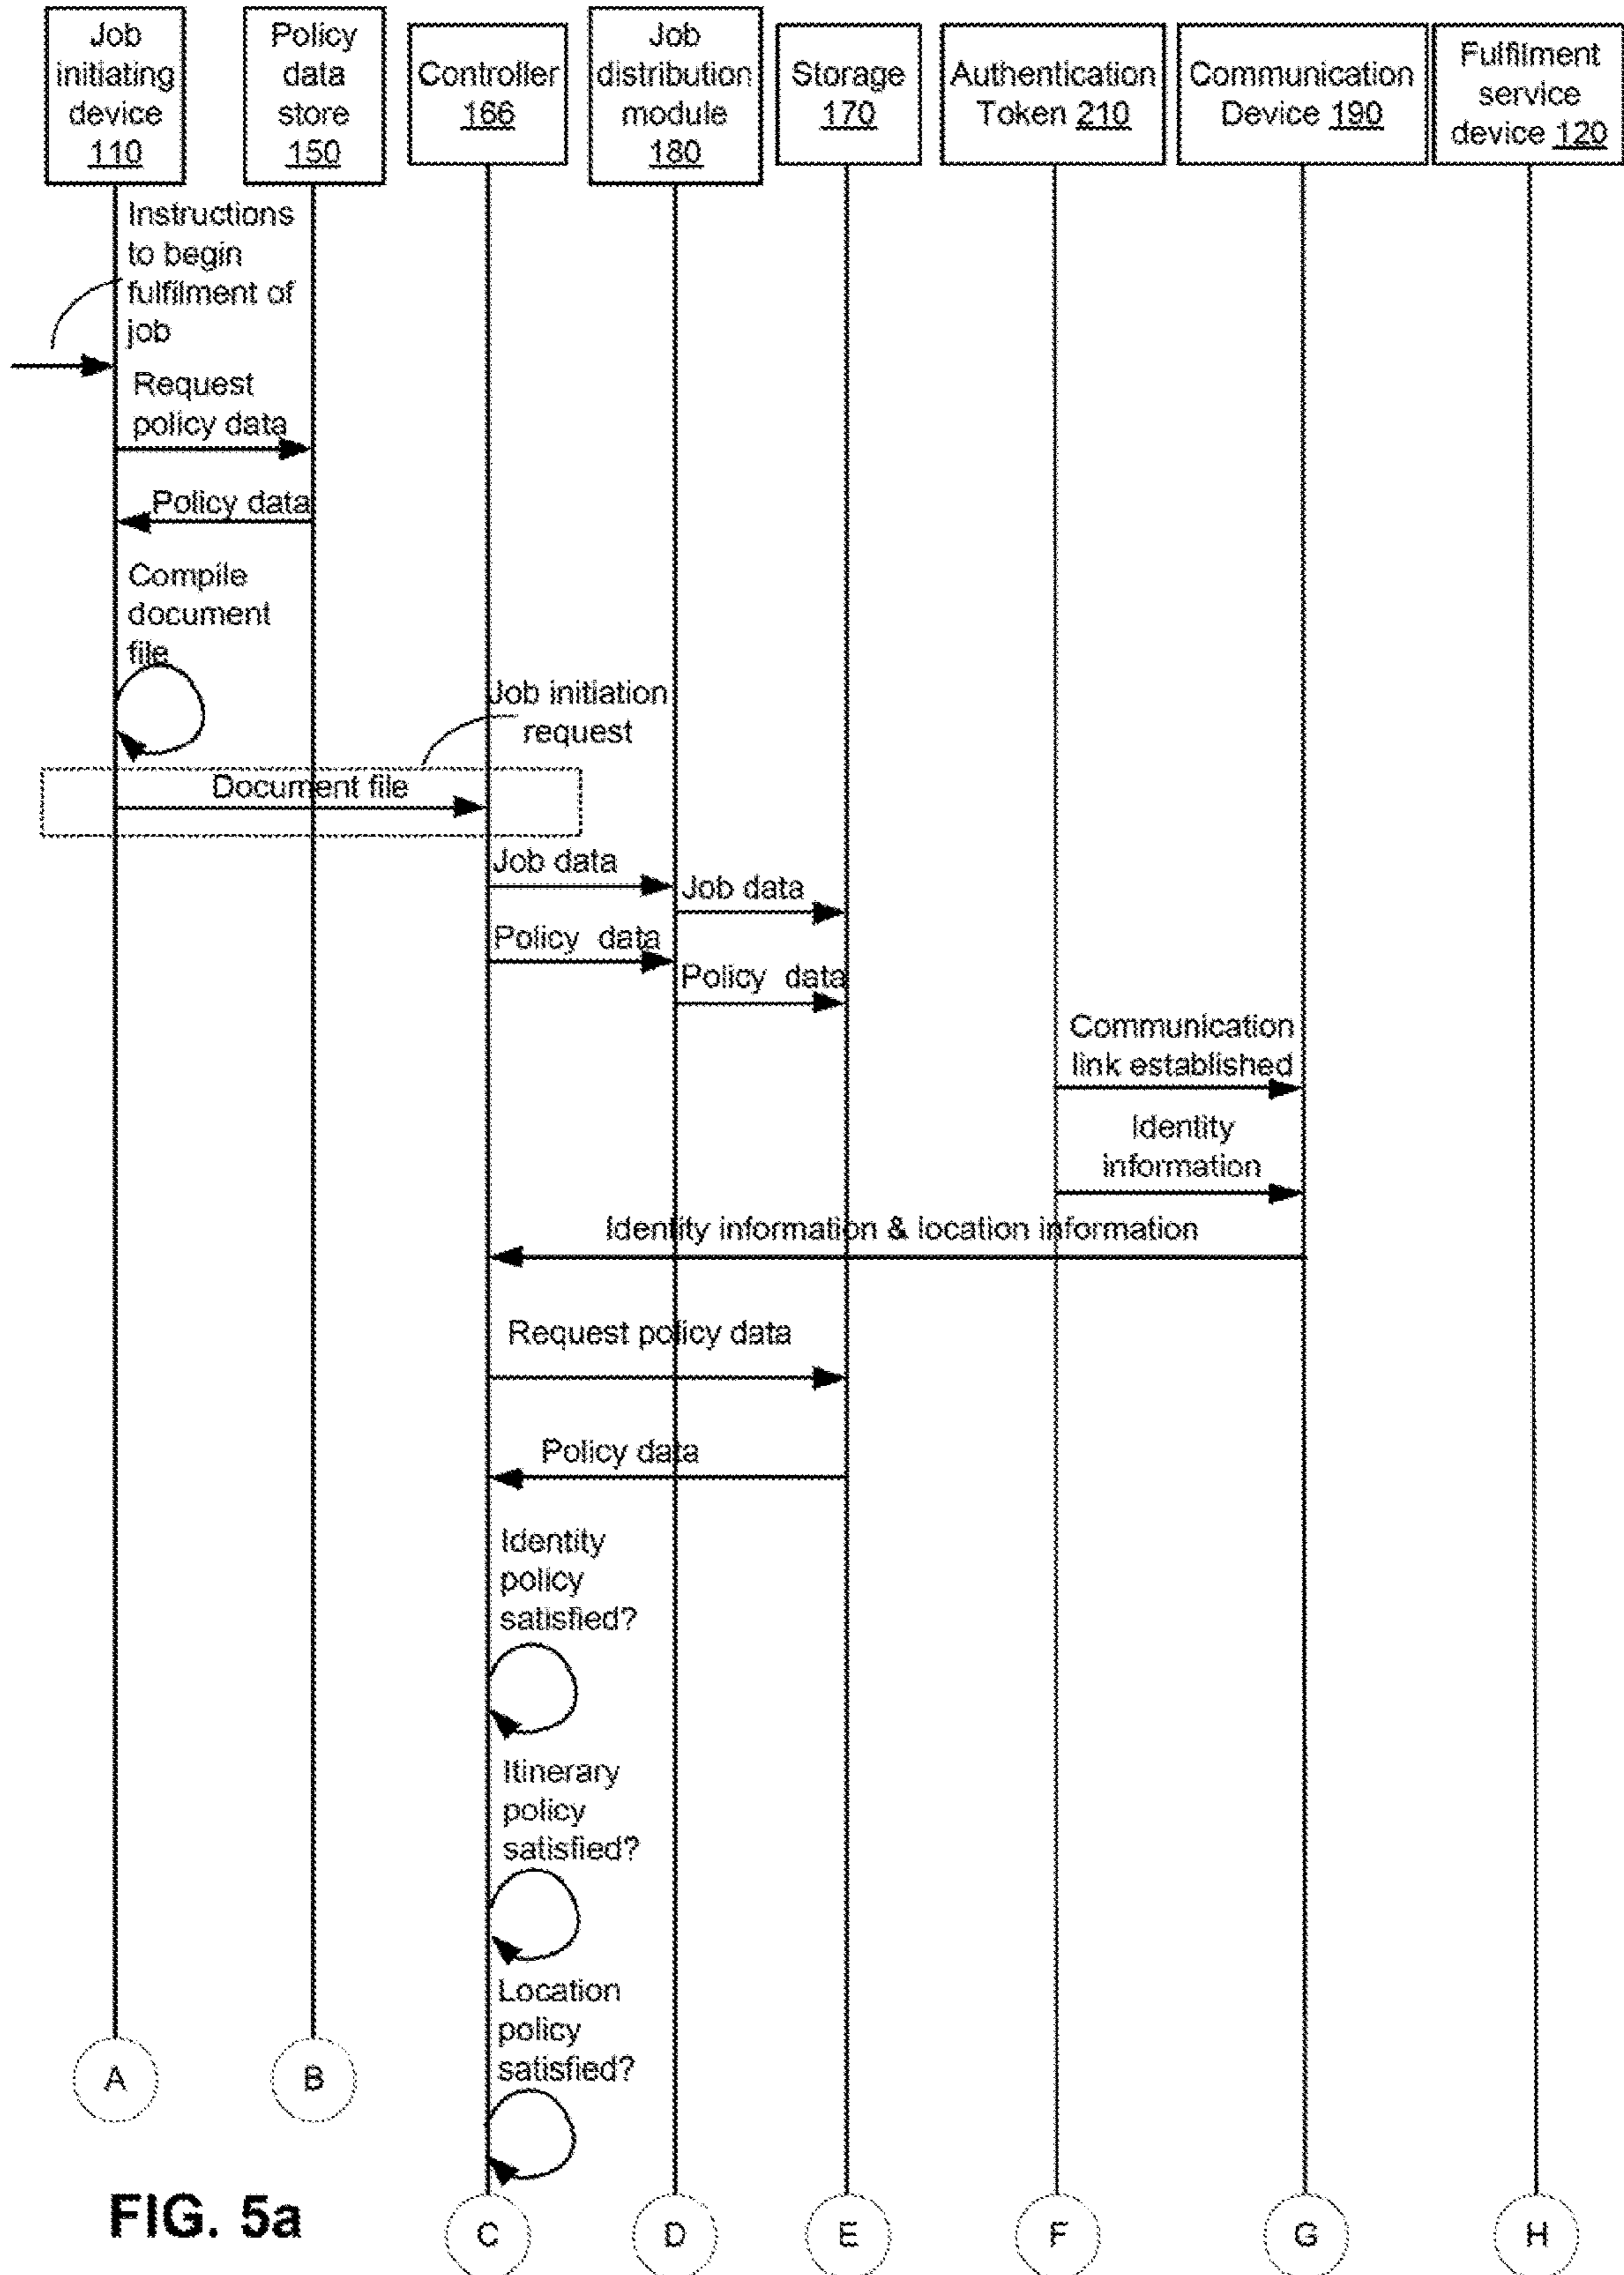 Job
initiating
device
110
Policy
data
store
150
Controller
166
Job
distribution
module
180
Storage
170
Authentication
Token 210
Communication
Device 190
Fulfilment
service
device 120
Instructions
to begin
fulfilment of
job
Request
policy data
Policy data
Compile
document
file
Job initiation
request
Document file
Job data
Job data
Policy data
Policy data
Communication
link established
Identity
information
Identity information & location information
Request policy data
Policy data
Identity
policy
satisfied?
Itinerary
policy
satisfied?
Location
policy
satisfied?
A
B
C
D
E
F
G
H
FIG. 5a